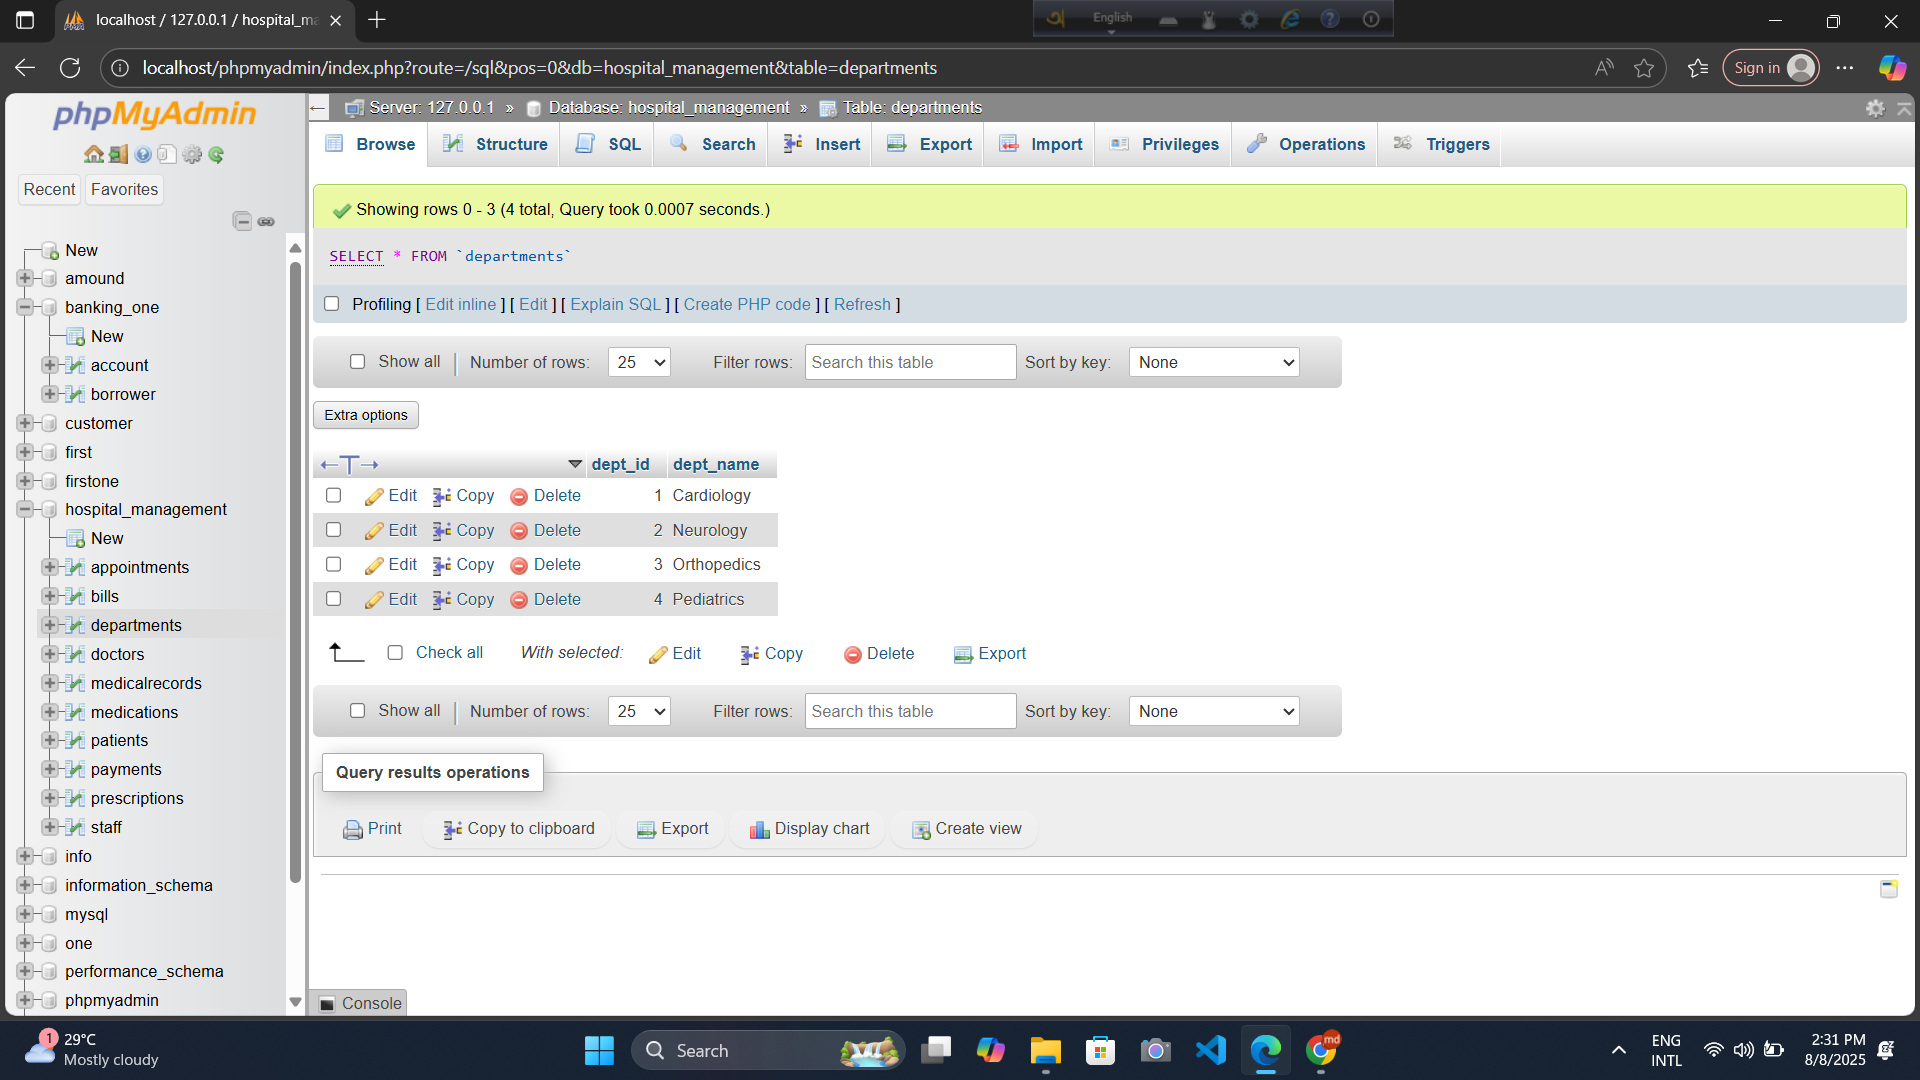 localhost / 127.0.0.1 / hospital_ma
English
localhost/phpmyadmin/index.php?route=/sql&pos=0&db=hospital_management&table=departments
Sign in
phpMyAdmin
Server: 127.0.0.1 » Database: hospital_management » Table: departments
Browse Structure SQL Search Insert Export Import Privileges Operations Triggers
Recent Favorites
New
amound
banking_one
New
account
borrower
customer
first
firstone
hospital_management
New
appointments
bills
departments
doctors
medicalrecords
medications
patients
payments
prescriptions
staff
info
information_schema
mysql
one
performance_schema
phpmyadmin
Showing rows 0 - 3 (4 total, Query took 0.0007 seconds.)
SELECT * FROM `departments`
Profiling [ Edit inline ] [ Edit ] [ Explain SQL ] [ Create PHP code ] [ Refresh ]
Show all Number of rows: 25 Filter rows: Search this table Sort by key: None
Extra options
←T→ dept_id dept_name
Edit Copy Delete 1 Cardiology
Edit Copy Delete 2 Neurology
Edit Copy Delete 3 Orthopedics
Edit Copy Delete 4 Pediatrics
Check all With selected: Edit Copy Delete Export
Show all Number of rows: 25 Filter rows: Search this table Sort by key: None
Query results operations
Print Copy to clipboard Export Display chart Create view
Console
1
29°C
Mostly cloudy
Search
md
ENG
INTL
2:31 PM
8/8/2025